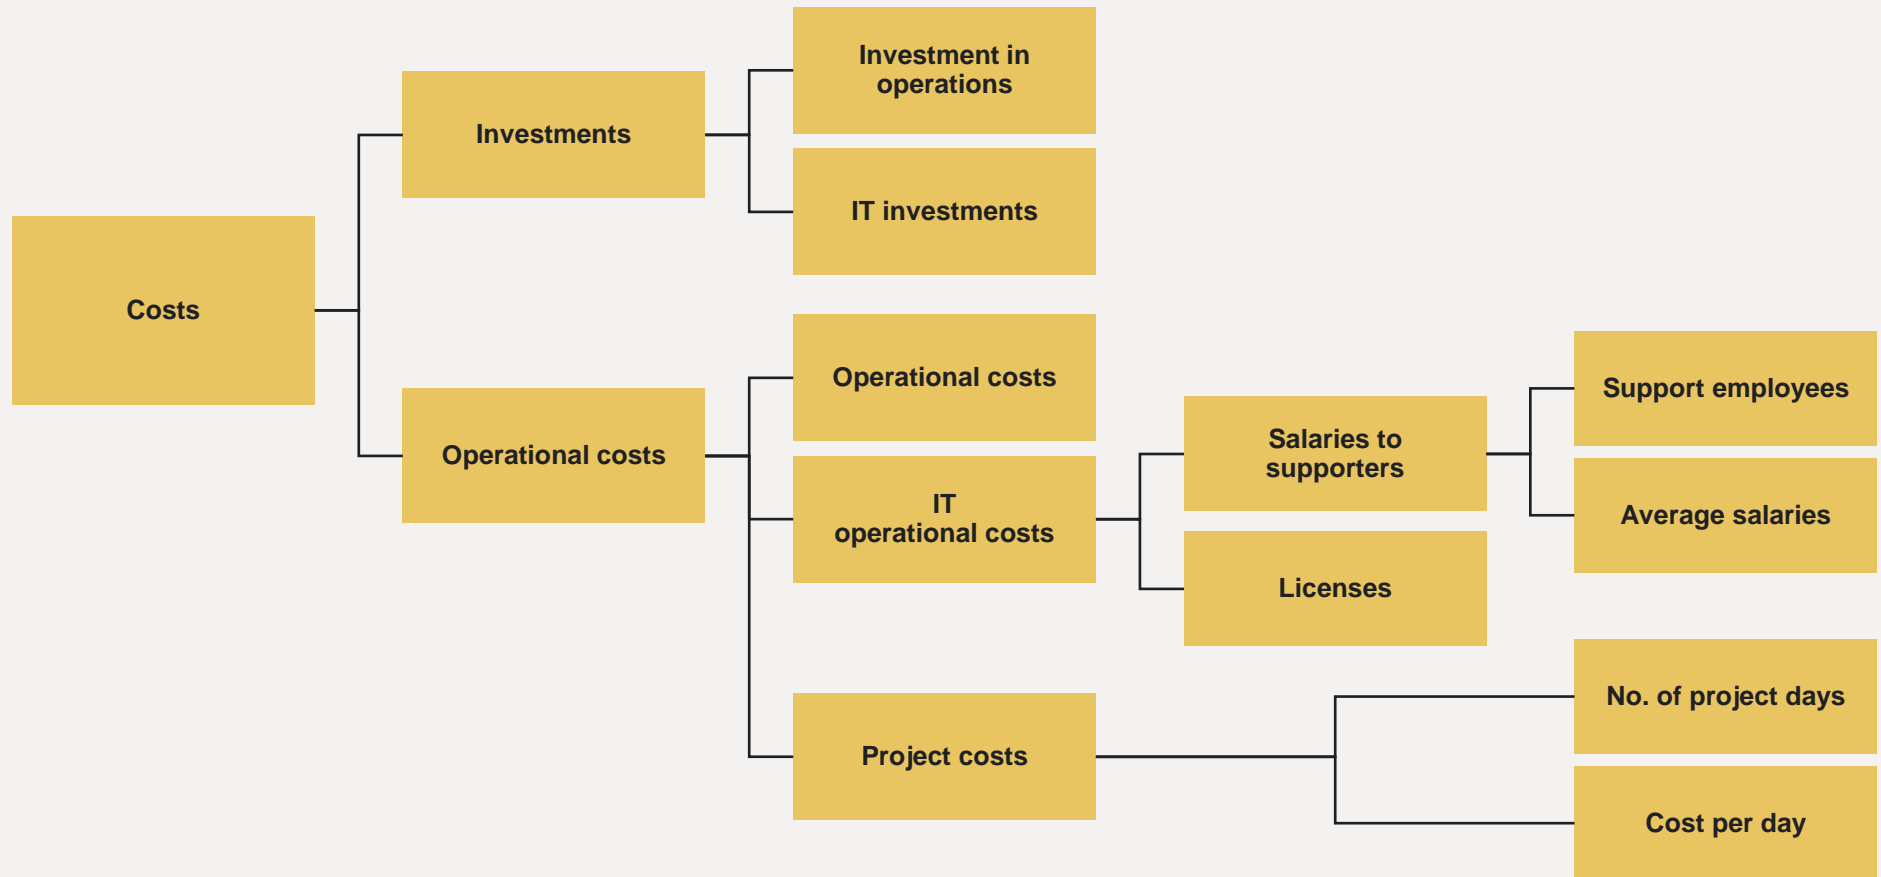 Costs
Investments
Investment in
operations
IT investments
Operational costs
Operational costs
IT
operational costs
Salaries to
supporters
Support employees
Average salaries
Licenses
Project costs
No. of project days
Cost per day